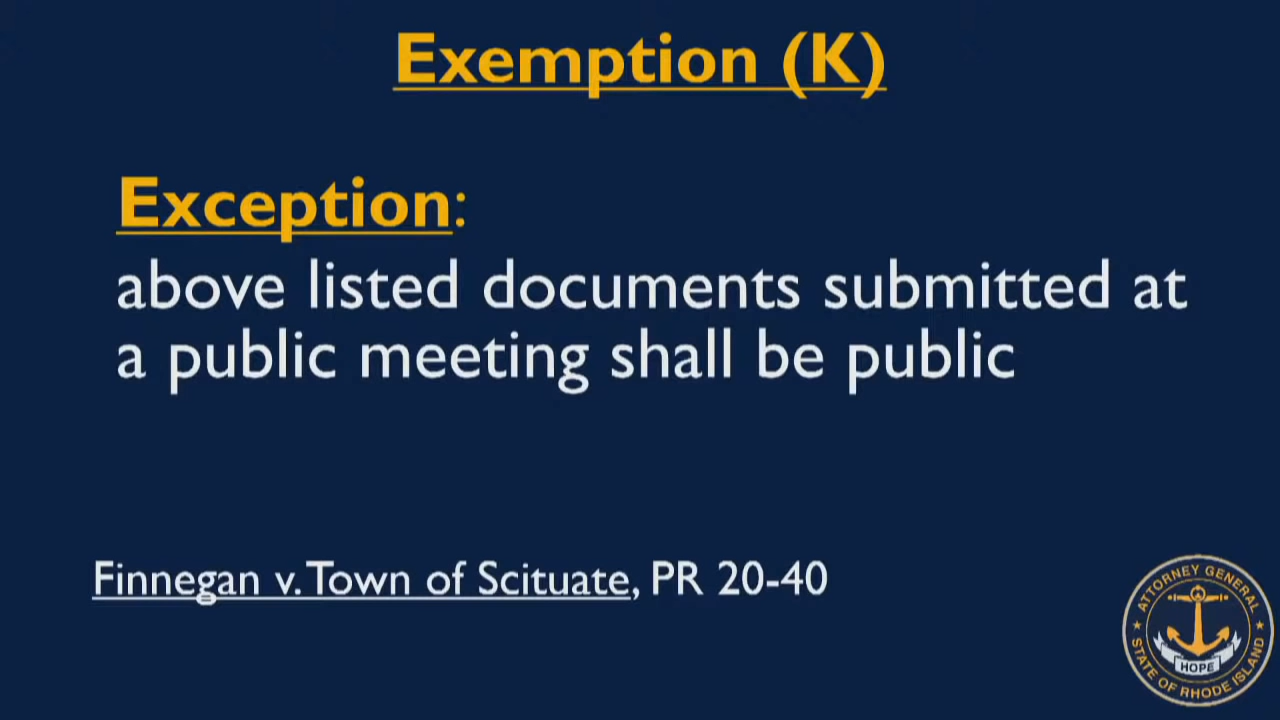 Exemption (K)
Exception:
above listed documents submitted at
a public meeting shall be public
Finnegan v. Town of Scituate, PR 20-40
ATTORNEY GENERAL
HOPE
STATE OF RHODE ISLAND